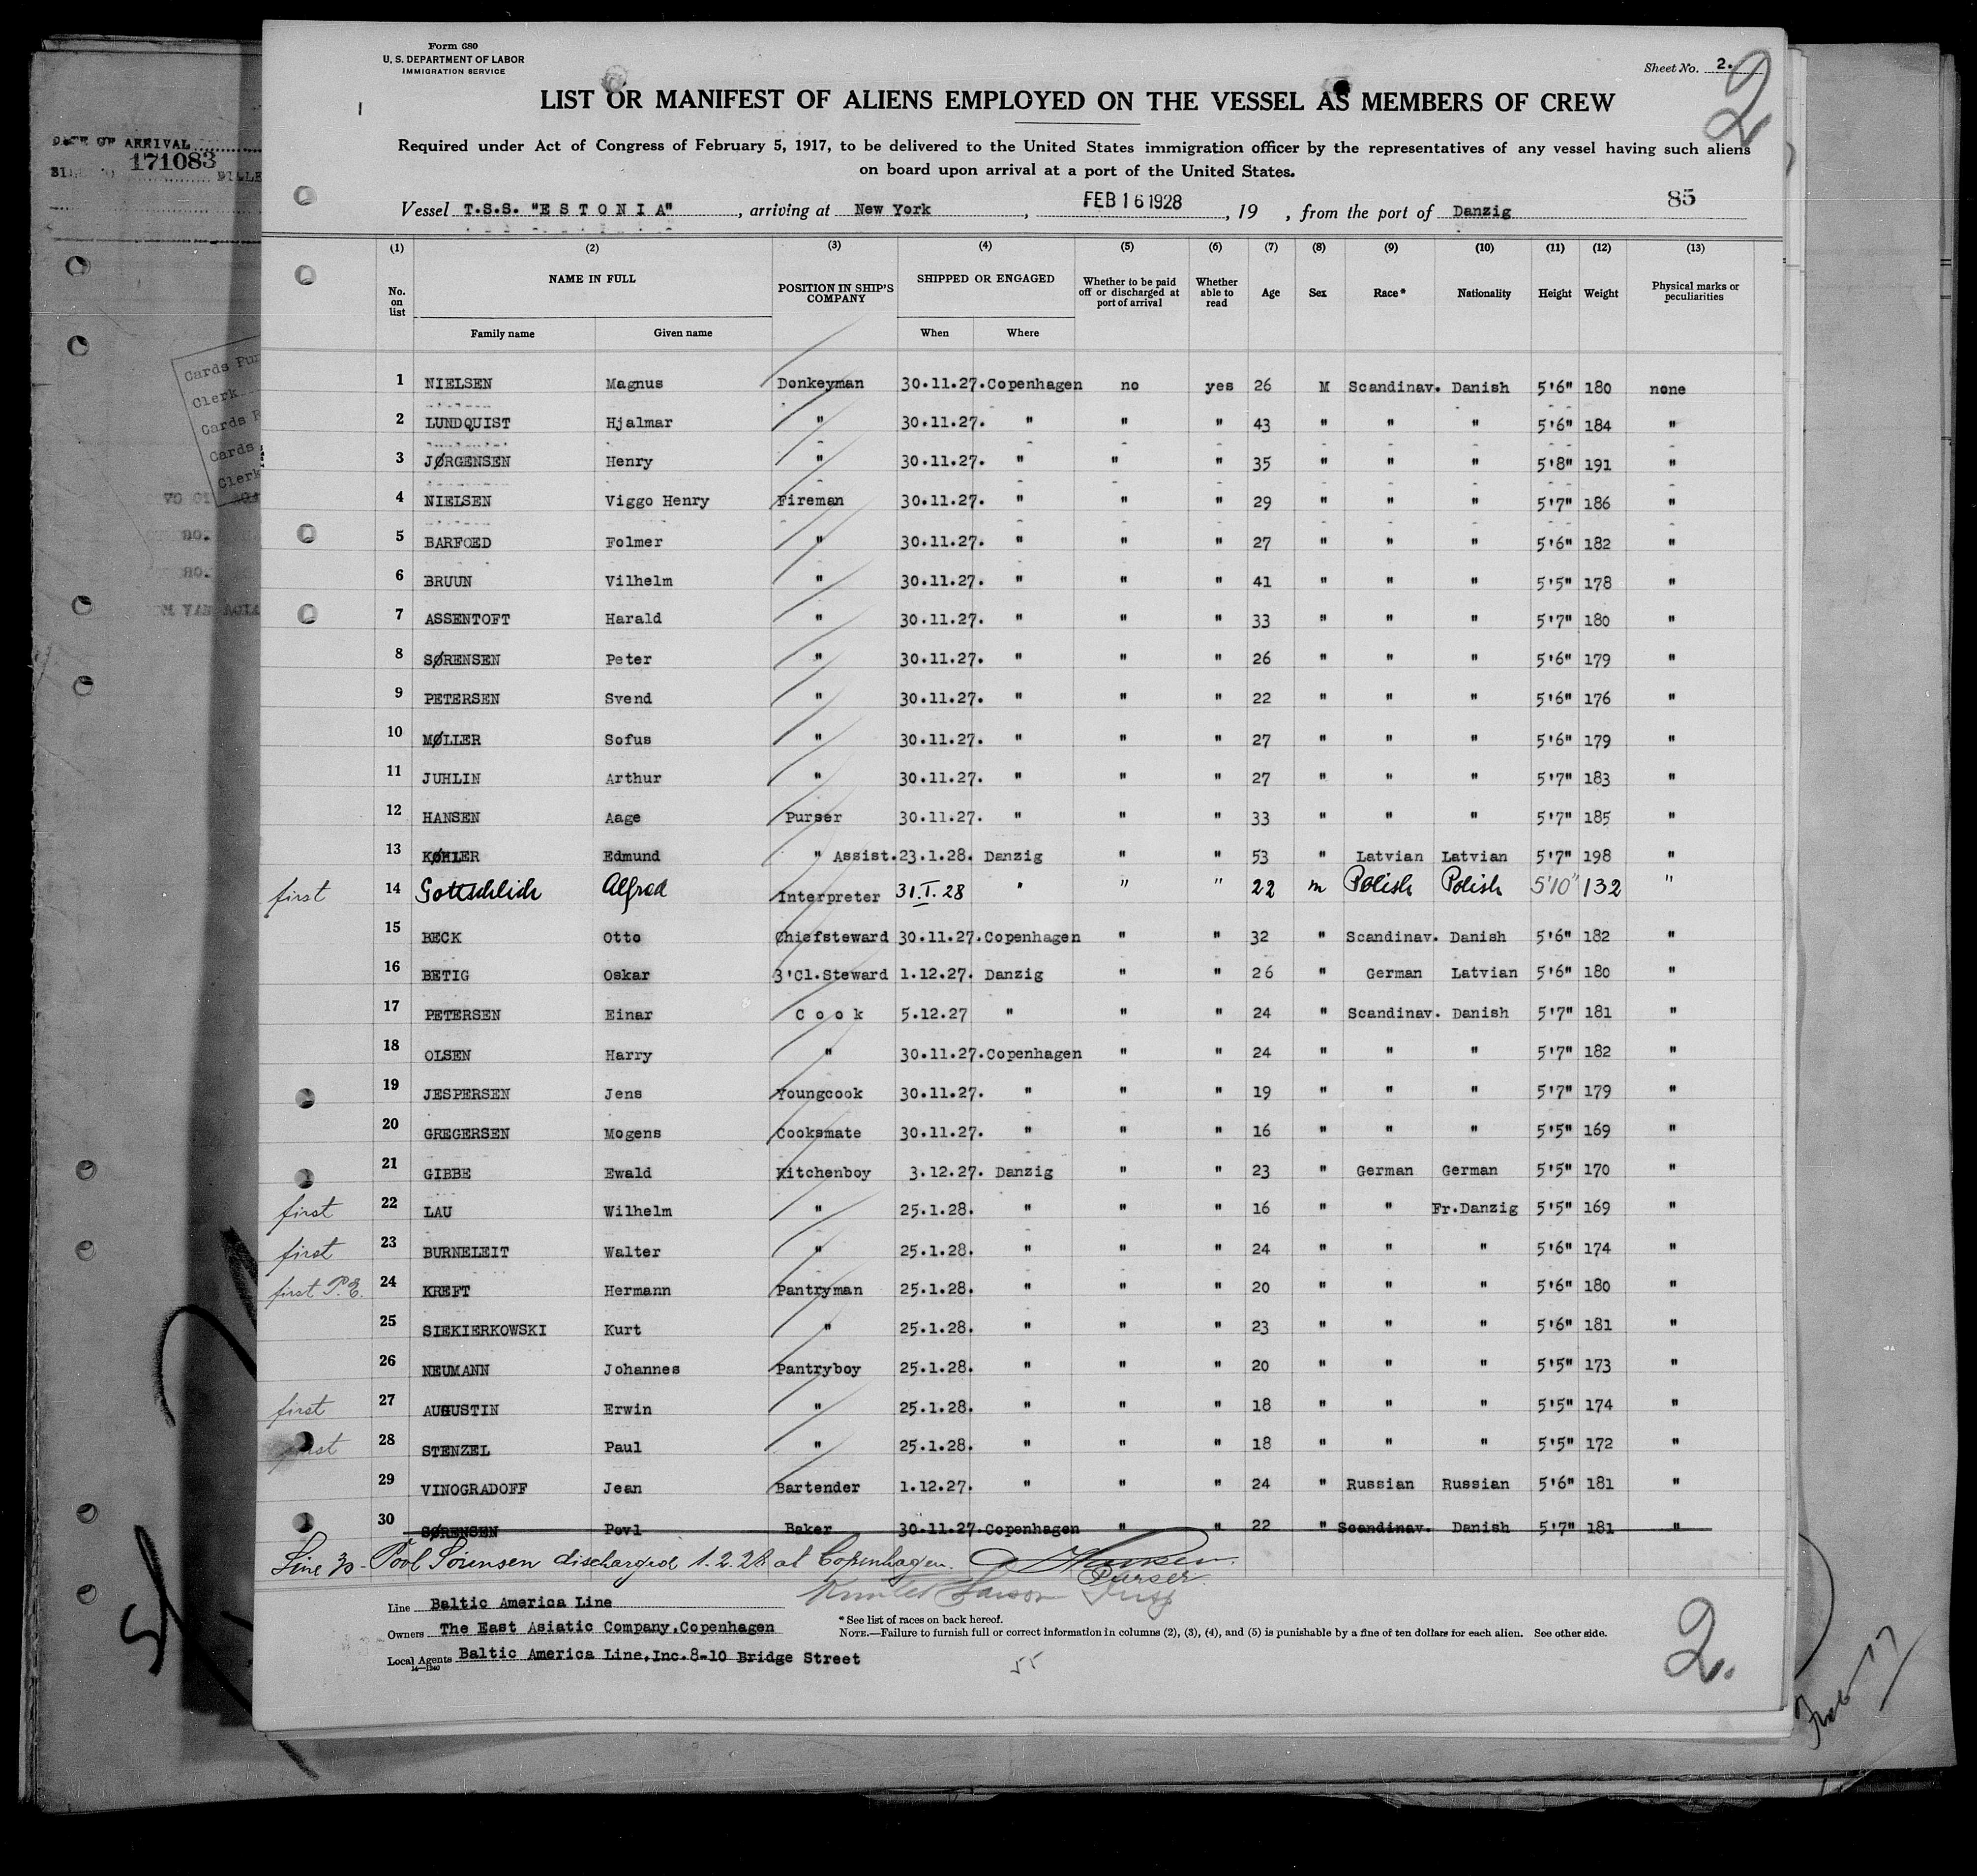 Form 680
U. S. DEPARTMENT OF LABOR
IMMIGRATION SERVICE
Sheet No. 2.
2
LIST OR MANIFEST OF ALIENS EMPLOYED ON THE VESSEL AS MEMBERS OF CREW
Required under Act of Congress of February 5, 1917, to be delivered to the United States immigration officer by the representatives of any vessel having such aliens
on board upon arrival at a port of the United States.
DATE OF ARRIVAL
171083
85
Vessel T.S.S. "E S T O N I A", arriving at New York, FEB 16 1928, 19 , from the port of Danzig
(1) (2) (3) (4) (5) (6) (7) (8) (9) (10) (11) (12) (13)
No. on list NAME IN FULL Family name Given name POSITION IN SHIP'S COMPANY SHIPPED OR ENGAGED When Where Whether to be paid off or discharged at port of arrival Whether able to read Age Sex Race* Nationality Height Weight Physical marks or peculiarities
1 NIELSEN Magnus Donkeyman 30.11.27. Copenhagen no yes 26 M Scandinav. Danish 5'6" 180 none
2 LUNDQUIST Hjalmar " 30.11.27. " " " 43 " " " 5'6" 184 "
3 JØRGENSEN Henry " 30.11.27. " " " 35 " " " 5'8" 191 "
4 NIELSEN Viggo Henry Fireman 30.11.27. " " " 29 " " " 5'7" 186 "
5 BARFOED Folmer " 30.11.27. " " " 27 " " " 5'6" 182 "
6 BRUUN Vilhelm " 30.11.27. " " " 41 " " " 5'5" 178 "
7 ASSENTOFT Harald " 30.11.27. " " " 33 " " " 5'7" 180 "
8 SØRENSEN Peter " 30.11.27. " " " 26 " " " 5'6" 179 "
9 PETERSEN Svend " 30.11.27. " " " 22 " " " 5'6" 176 "
10 MØLLER Sofus " 30.11.27. " " " 27 " " " 5'6" 179 "
11 JUHLIN Arthur " 30.11.27. " " " 27 " " " 5'7" 183 "
12 HANSEN Aage Purser 30.11.27. " " " 33 " " " 5'7" 185 "
13 KØHLER Edmund " Assist. 23.1.28. Danzig " " 53 " Latvian Latvian 5'7" 198 "
first 14 Gottschlich Alfred Interpreter 31.I.28 " " " 22 m Polish Polish 5'10" 132 "
15 BECK Otto Chiefsteward 30.11.27. Copenhagen " " 32 " Scandinav. Danish 5'6" 182 "
16 BETIG Oskar 3'Cl.Steward 1.12.27. Danzig " " 26 " German Latvian 5'6" 180 "
17 PETERSEN Einar C o o k 5.12.27 " " " 24 " Scandinav. Danish 5'7" 181 "
18 OLSEN Harry " 30.11.27. Copenhagen " " 24 " " " 5'7" 182 "
19 JESPERSEN Jens Youngcook 30.11.27. " " " 19 " " " 5'7" 179 "
20 GREGERSEN Mogens Cooksmate 30.11.27. " " " 16 " " " 5'5" 169 "
21 GIBBE Ewald Kitchenboy 3.12.27. Danzig " " 23 " German German 5'5" 170 "
first 22 LAU Wilhelm " 25.1.28. " " " 16 " " Fr.Danzig 5'5" 169 "
first 23 BURNELEIT Walter " 25.1.28. " " " 24 " " " 5'6" 174 "
first P.E. 24 KREFT Hermann Pantryman 25.1.28. " " " 20 " " " 5'6" 180 "
25 SIEKIERKOWSKI Kurt " 25.1.28. " " " 23 " " " 5'6" 181 "
26 NEUMANN Johannes Pantryboy 25.1.28. " " " 20 " " " 5'5" 173 "
first 27 AUGUSTIN Erwin " 25.1.28. " " " 18 " " " 5'5" 174 "
first 28 STENZEL Paul " 25.1.28. " " " 18 " " " 5'5" 172 "
29 VINOGRADOFF Jean Bartender 1.12.27. " " " 24 " Russian Russian 5'6" 181 "
30 SØRENSEN Povl Baker 30.11.27 Copenhagen " " 22 " Scandinav. Danish 5'7" 181 "
Line 30 - Povl Sörensen discharged 1.2.28 at Copenhagen.
Purser.
Line Baltic America Line
Owners The East Asiatic Company, Copenhagen
Local Agents Baltic America Line, Inc. 8-10 Bridge Street
14—1240
* See list of races on back hereof.
NOTE.—Failure to furnish full or correct information in columns (2), (3), (4), and (5) is punishable by a fine of ten dollars for each alien. See other side.
2.